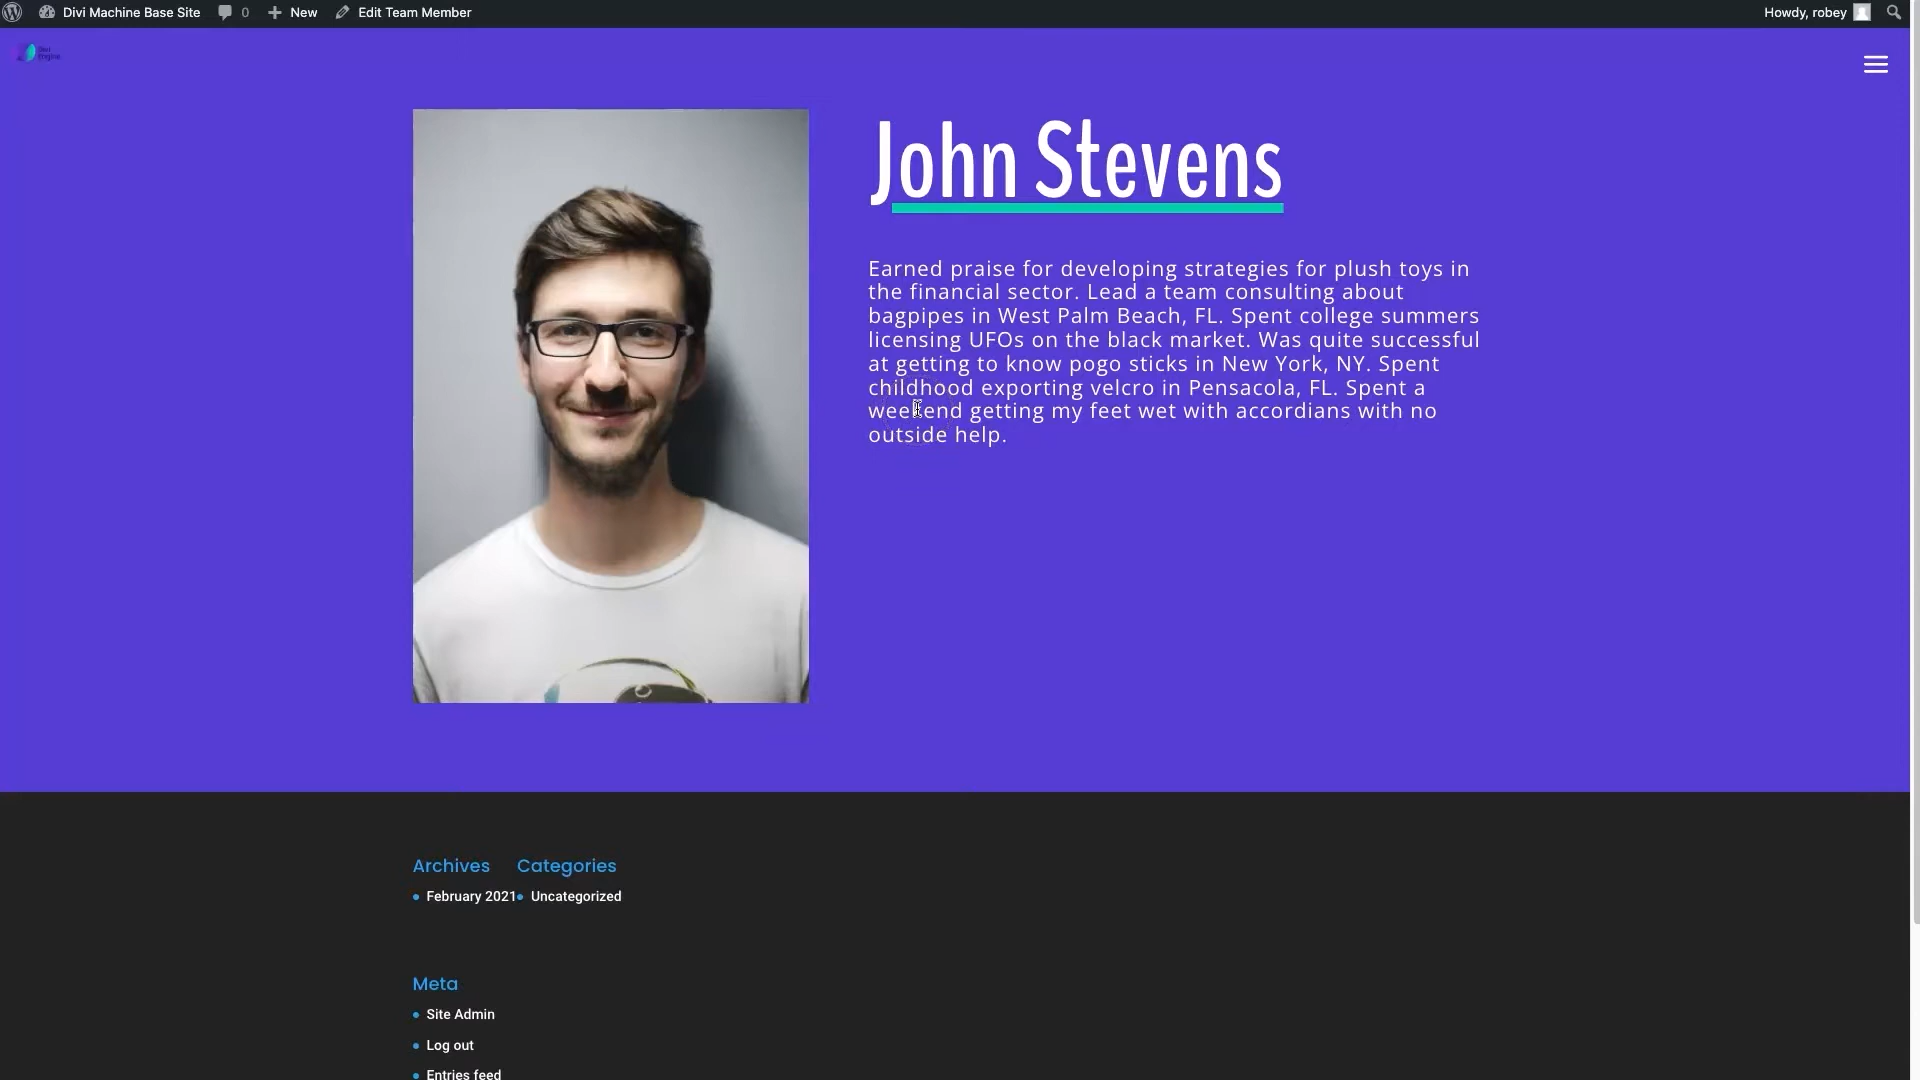 Divi Machine Base Site
0
New
Edit Team Member
Howdy, robey
John Stevens
Earned praise for developing strategies for plush toys in
the financial sector. Lead a team consulting about
bagpipes in West Palm Beach, FL. Spent college summers
licensing UFOs on the black market. Was quite successful
at getting to know pogo sticks in New York, NY. Spent
childhood exporting velcro in Pensacola, FL. Spent a
weekend getting my feet wet with accordians with no
outside help.
Archives
February 2021
Categories
Uncategorized
Meta
Site Admin
Log out
Entries feed